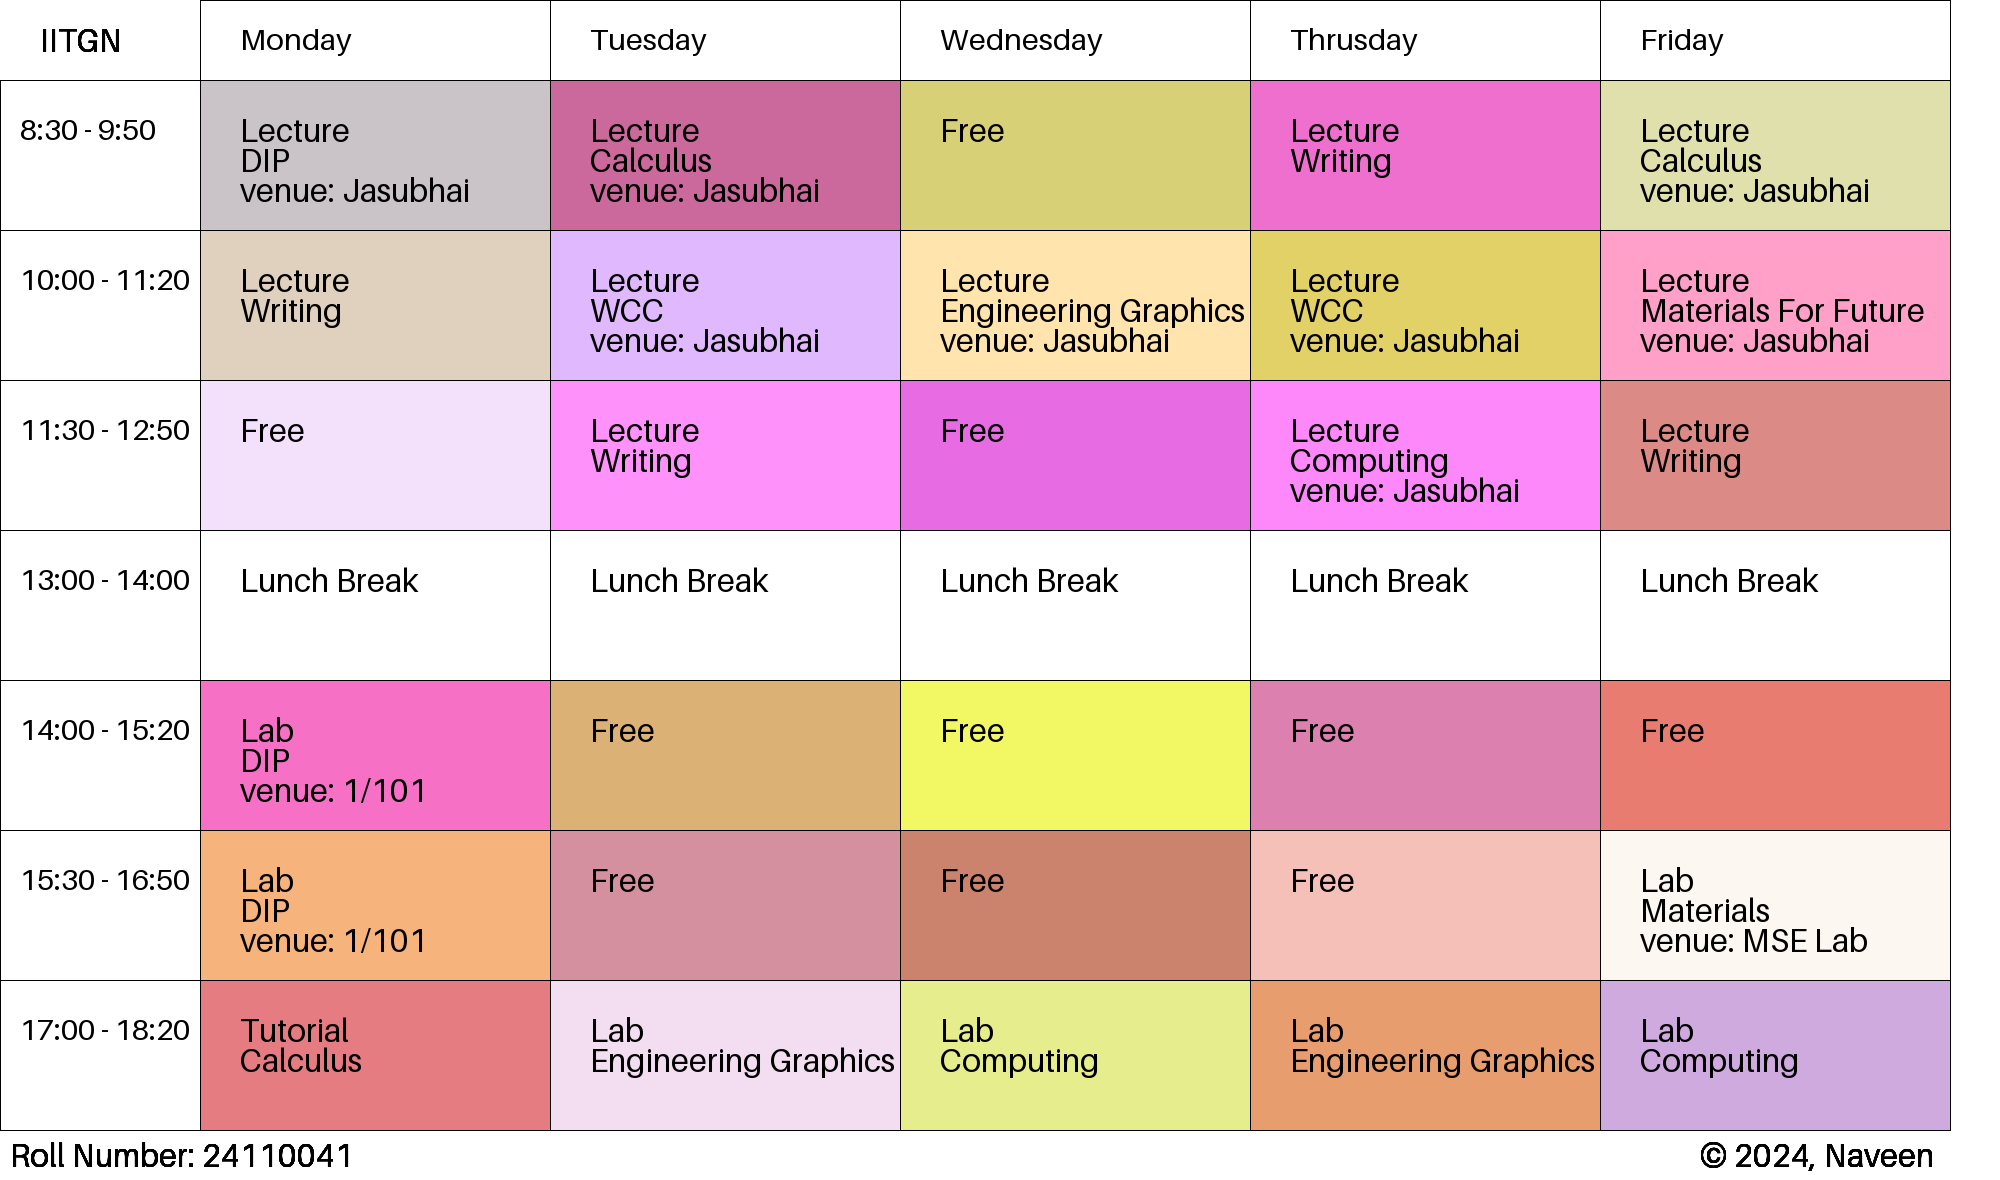 IITGN Monday Tuesday Wednesday Thrusday Friday
8:30 - 9:50
Lecture
DIP
venue: Jasubhai
Lecture
Calculus
venue: Jasubhai
Free
Lecture
Writing
Lecture
Calculus
venue: Jasubhai
10:00 - 11:20
Lecture
Writing
Lecture
WCC
venue: Jasubhai
Lecture
Engineering Graphics
venue: Jasubhai
Lecture
WCC
venue: Jasubhai
Lecture
Materials For Future
venue: Jasubhai
11:30 - 12:50
Free
Lecture
Writing
Free
Lecture
Computing
venue: Jasubhai
Lecture
Writing
13:00 - 14:00
Lunch Break
Lunch Break
Lunch Break
Lunch Break
Lunch Break
14:00 - 15:20
Lab
DIP
venue: 1/101
Free
Free
Free
Free
15:30 - 16:50
Lab
DIP
venue: 1/101
Free
Free
Free
Lab
Materials
venue: MSE Lab
17:00 - 18:20
Tutorial
Calculus
Lab
Engineering Graphics
Lab
Computing
Lab
Engineering Graphics
Lab
Computing
Roll Number: 24110041
© 2024, Naveen